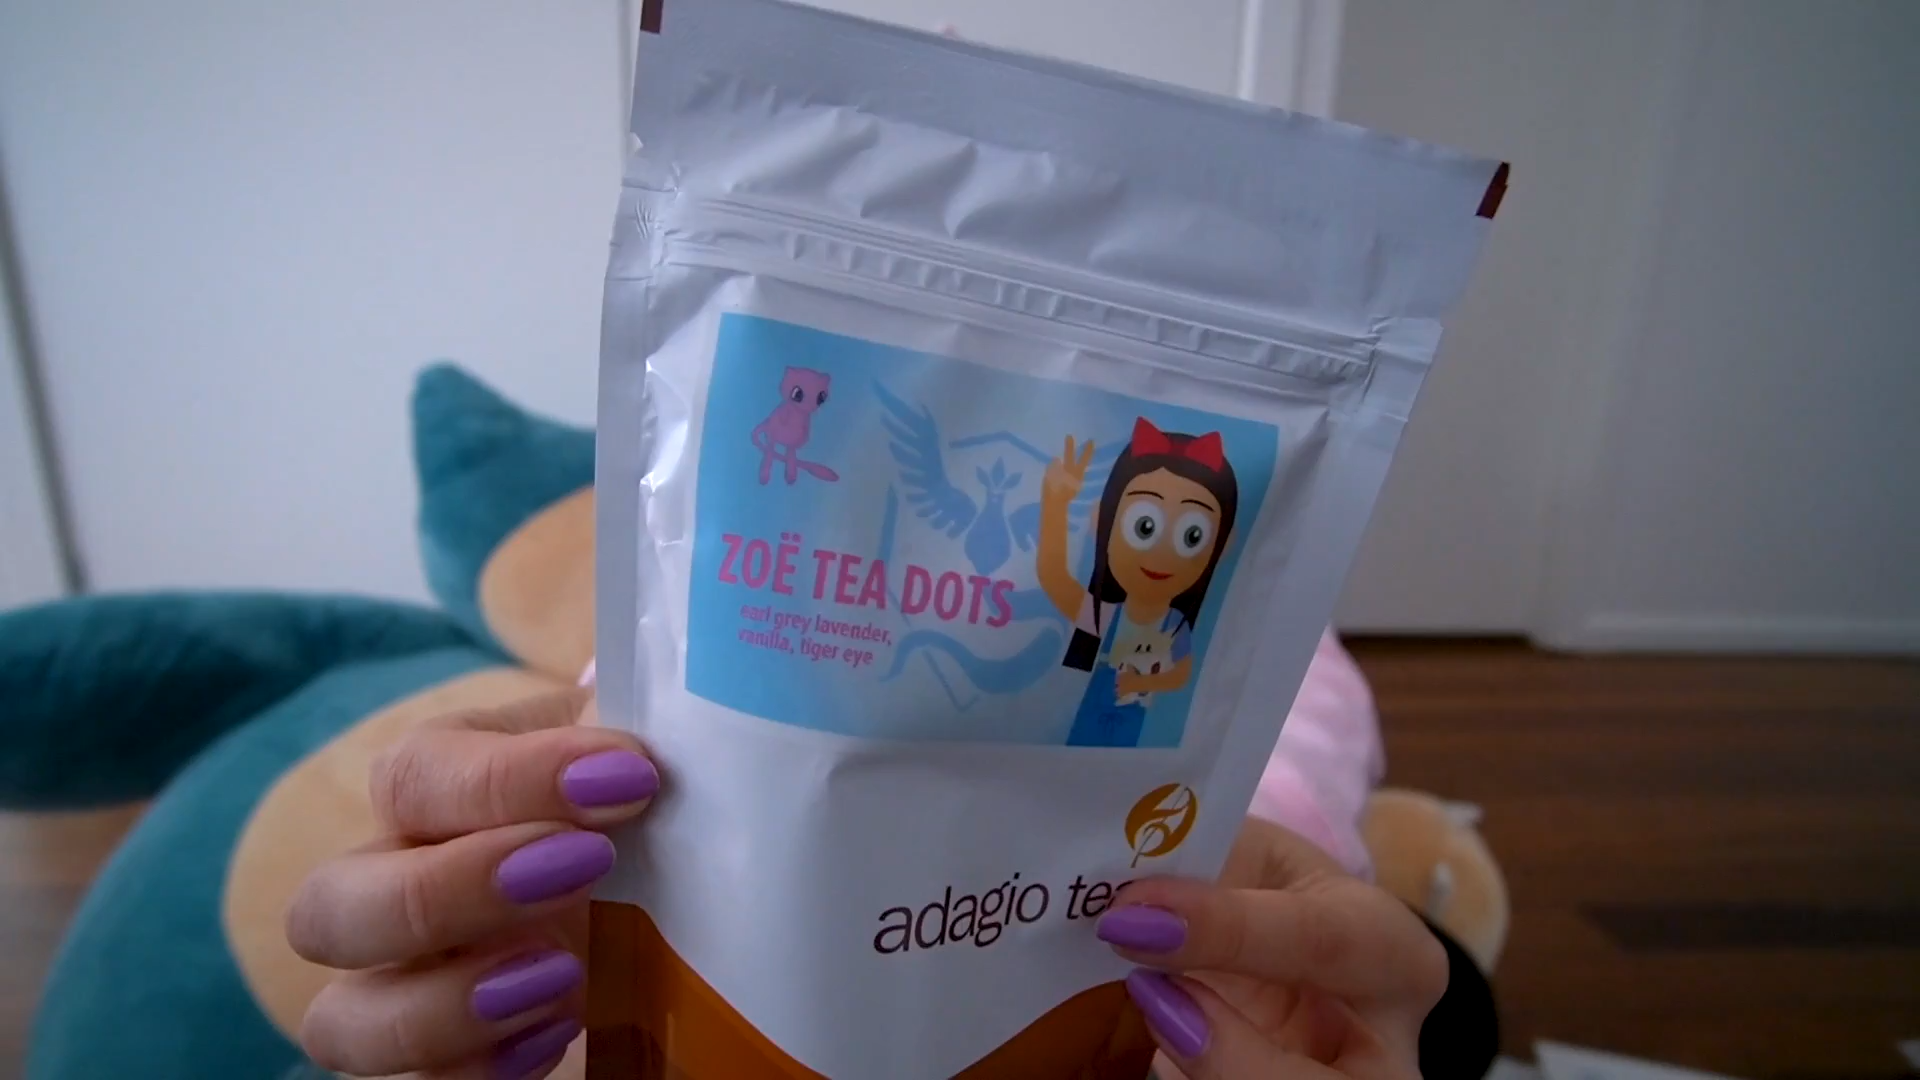 ZOË TEA DOTS
earl grey lavender,
vanilla, tiger eye
adagio tea